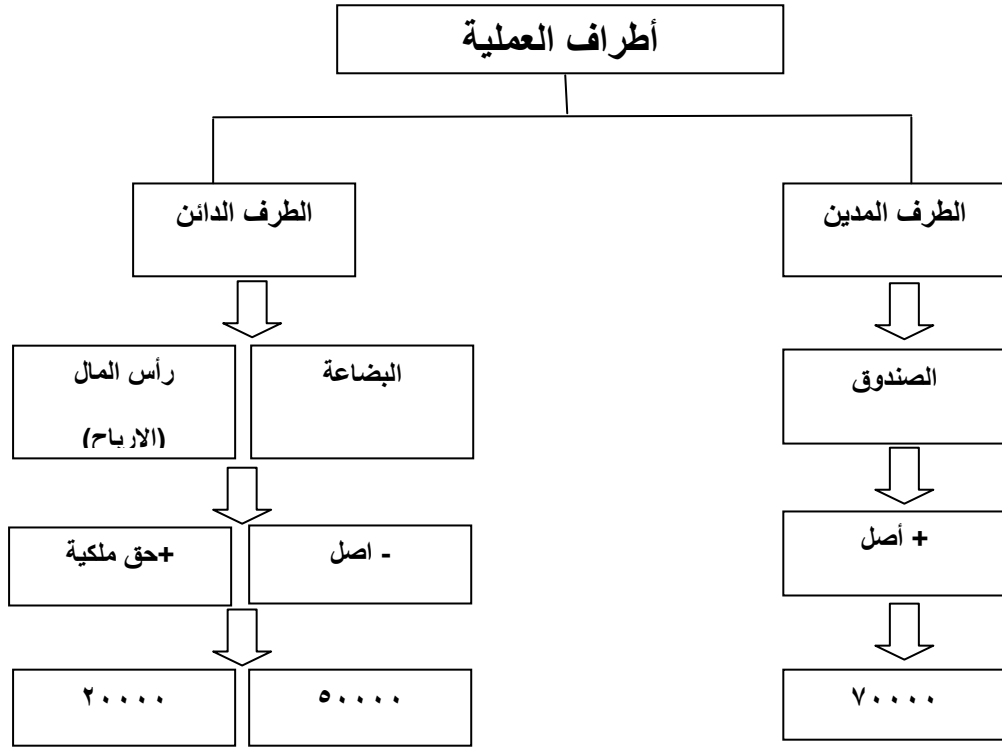 أطراف العملية
الطرف المدين
الطرف الدائن
الصندوق
البضاعة
رأس المال
(الارباح)
+ أصل
- اصل
+حق ملكية
٧٠٠٠٠
٥٠٠٠٠
٢٠٠٠٠